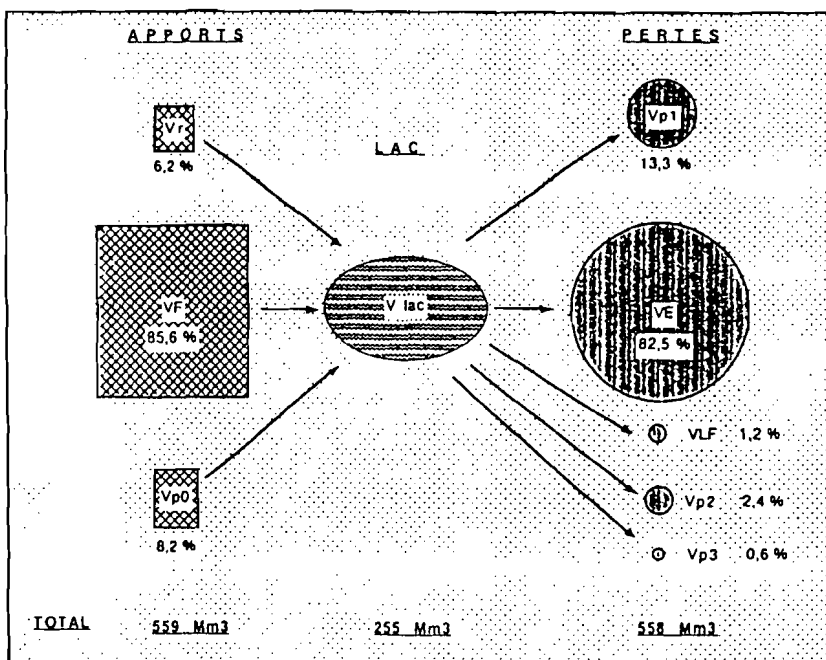 APPORTS
PERTES
Vr
6,2 %
LAC
Vp1
13,3 %
VF
85,6 %
V lac
VE
82,5 %
VLF 1,2 %
Vp0
8,2 %
Vp2 2,4 %
Vp3 0,6 %
TOTAL 559 Mm3 255 Mm3 558 Mm3